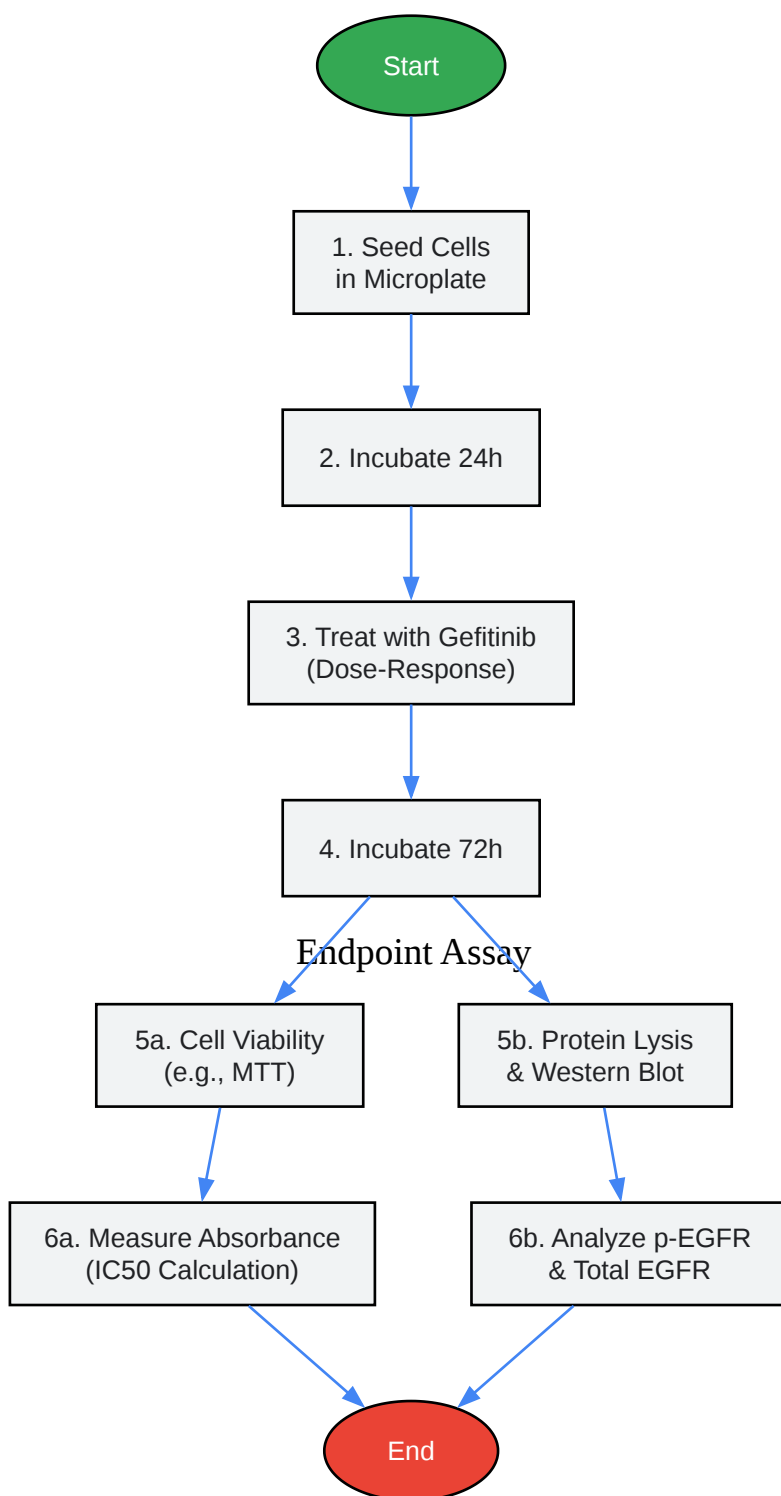 Start
1. Seed Cells
in Microplate
2. Incubate 24h
3. Treat with Gefitinib
(Dose-Response)
4. Incubate 72h
Endpoint Assay
5a. Cell Viability
(e.g., MTT)
5b. Protein Lysis
& Western Blot
6a. Measure Absorbance
(IC50 Calculation)
6b. Analyze p-EGFR
& Total EGFR
End